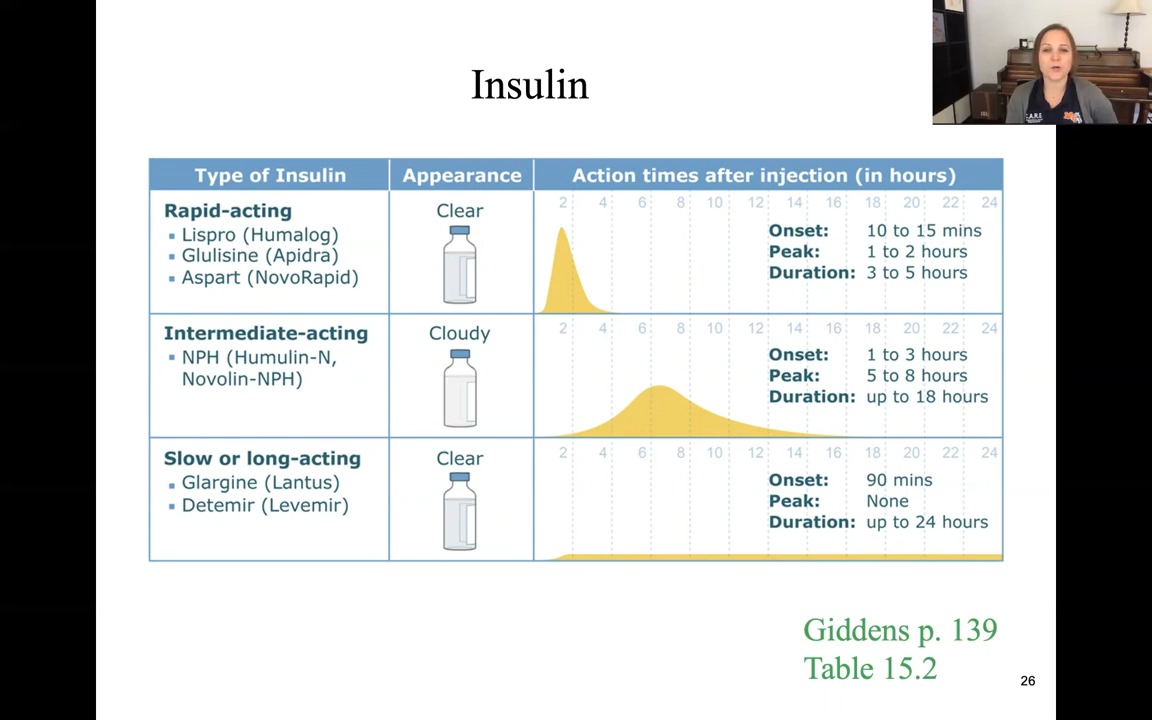 Insulin
Type of Insulin
Appearance
Action times after injection (in hours)
Rapid-acting
▪ Lispro (Humalog)
▪ Glulisine (Apidra)
▪ Aspart (NovoRapid)
Clear
2 4 6 8 10 12 14 16 18 20 22 24
Onset: 10 to 15 mins
Peak: 1 to 2 hours
Duration: 3 to 5 hours
Intermediate-acting
▪ NPH (Humulin-N,
Novolin-NPH)
Cloudy
2 4 6 8 10 12 14 16 18 20 22 24
Onset: 1 to 3 hours
Peak: 5 to 8 hours
Duration: up to 18 hours
Slow or long-acting
▪ Glargine (Lantus)
▪ Detemir (Levemir)
Clear
2 4 6 8 10 12 14 16 18 20 22 24
Onset: 90 mins
Peak: None
Duration: up to 24 hours
Giddens p. 139
Table 15.2
26